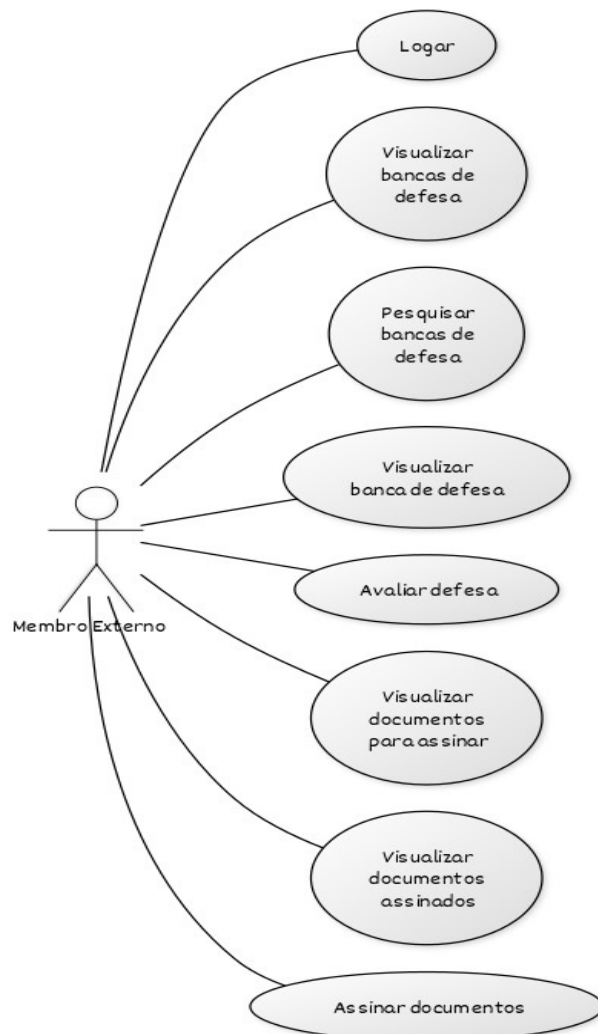 Logar
Visualizar
bancas de
defesa
Pesquisar
bancas de
defesa
Visualizar
banca de defesa
Avaliar defesa
Membro Externo
Visualizar
documentos
para assinar
Visualizar
documentos
assinados
Assinar documentos